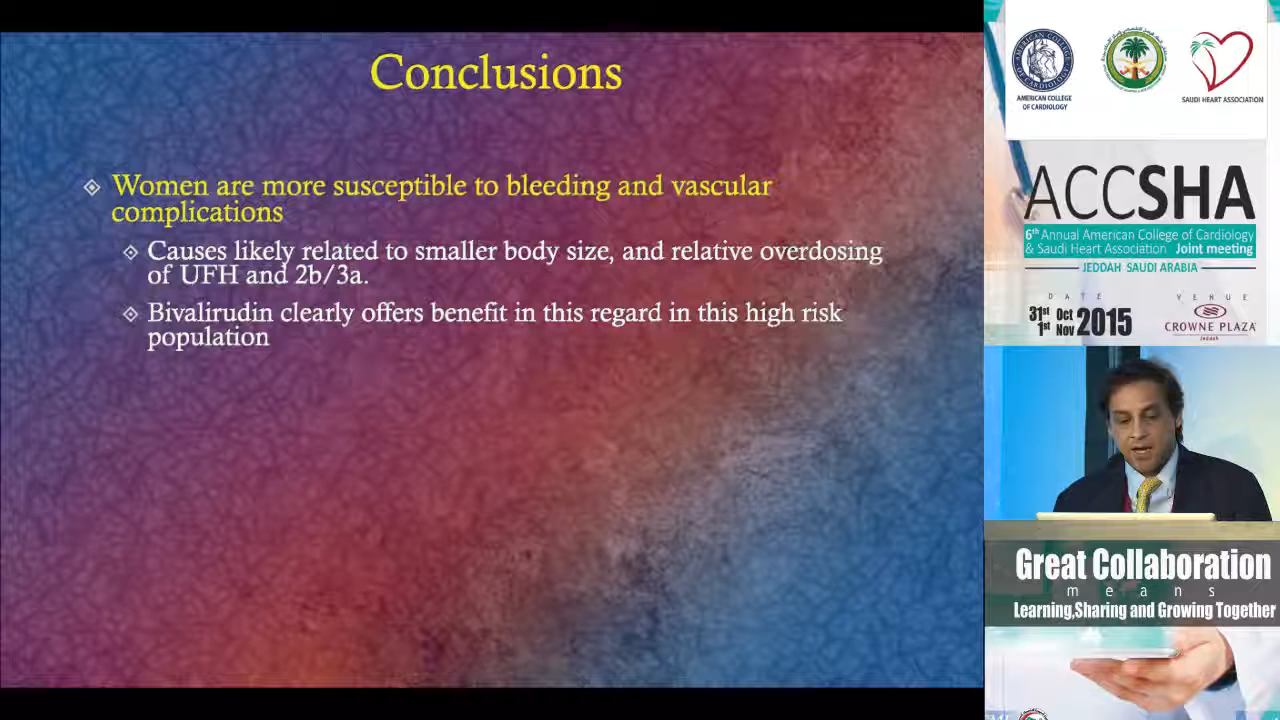 Conclusions
Women are more susceptible to bleeding and vascular
complications
Causes likely related to smaller body size, and relative overdosing
of UFH and 2b/3a.
Bivalirudin clearly offers benefit in this regard in this high risk
population
AMERICAN COLLEGE
OF CARDIOLOGY
SAUDI HEART ASSOCIATION
ACCSHA
6th Annual American College of Cardiology
& Saudi Heart Association Joint meeting
JEDDAH SAUDI ARABIA
DATE
31st Oct
1st Nov 2015
VENUE
CROWNE PLAZA
Jeddah
Great Collaboration
means
Learning,Sharing and Growing Together